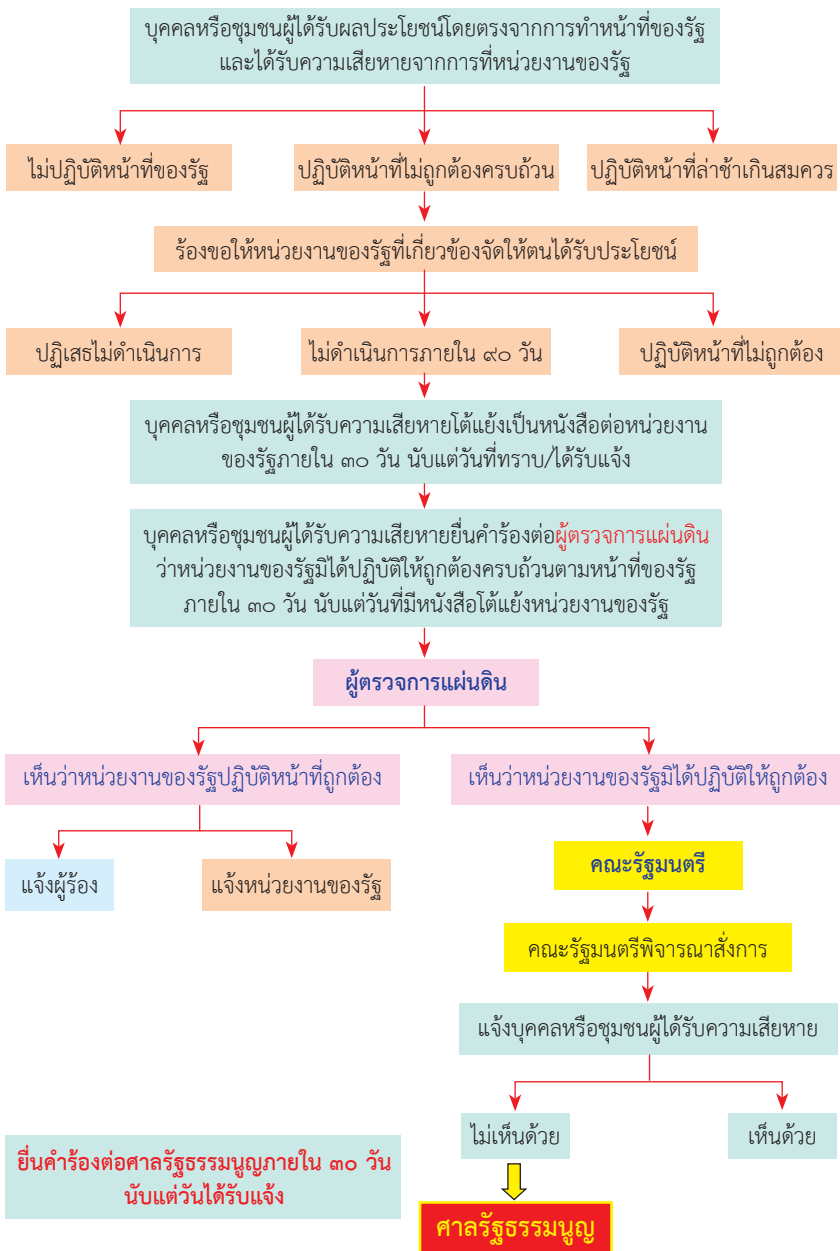 บุคคลหรือชุมชนผู้ได้รับผลประโยชน์โดยตรงจากการทำหน้าที่ของรัฐ
และได้รับความเสียหายจากการที่หน่วยงานของรัฐ
ไม่ปฏิบัติหน้าที่ของรัฐ
ปฏิบัติหน้าที่ไม่ถูกต้องครบถ้วน
ปฏิบัติหน้าที่ล่าช้าเกินสมควร
ร้องขอให้หน่วยงานของรัฐที่เกี่ยวข้องจัดให้ตนได้รับประโยชน์
ปฏิเสธไม่ดำเนินการ
ไม่ดำเนินการภายใน ๙๐ วัน
ปฏิบัติหน้าที่ไม่ถูกต้อง
บุคคลหรือชุมชนผู้ได้รับความเสียหายโต้แย้งเป็นหนังสือต่อหน่วยงาน
ของรัฐภายใน ๓๐ วัน นับแต่วันที่ทราบ/ได้รับแจ้ง
บุคคลหรือชุมชนผู้ได้รับความเสียหายยื่นคำร้องต่อผู้ตรวจการแผ่นดิน
ว่าหน่วยงานของรัฐมิได้ปฏิบัติให้ถูกต้องครบถ้วนตามหน้าที่ของรัฐ
ภายใน ๓๐ วัน นับแต่วันที่มีหนังสือโต้แย้งหน่วยงานของรัฐ
ผู้ตรวจการแผ่นดิน
เห็นว่าหน่วยงานของรัฐปฏิบัติหน้าที่ถูกต้อง
เห็นว่าหน่วยงานของรัฐมิได้ปฏิบัติให้ถูกต้อง
แจ้งผู้ร้อง
แจ้งหน่วยงานของรัฐ
คณะรัฐมนตรี
คณะรัฐมนตรีพิจารณาสั่งการ
แจ้งบุคคลหรือชุมชนผู้ได้รับความเสียหาย
ไม่เห็นด้วย
เห็นด้วย
ยื่นคำร้องต่อศาลรัฐธรรมนูญภายใน ๓๐ วัน
นับแต่วันได้รับแจ้ง
ศาลรัฐธรรมนูญ